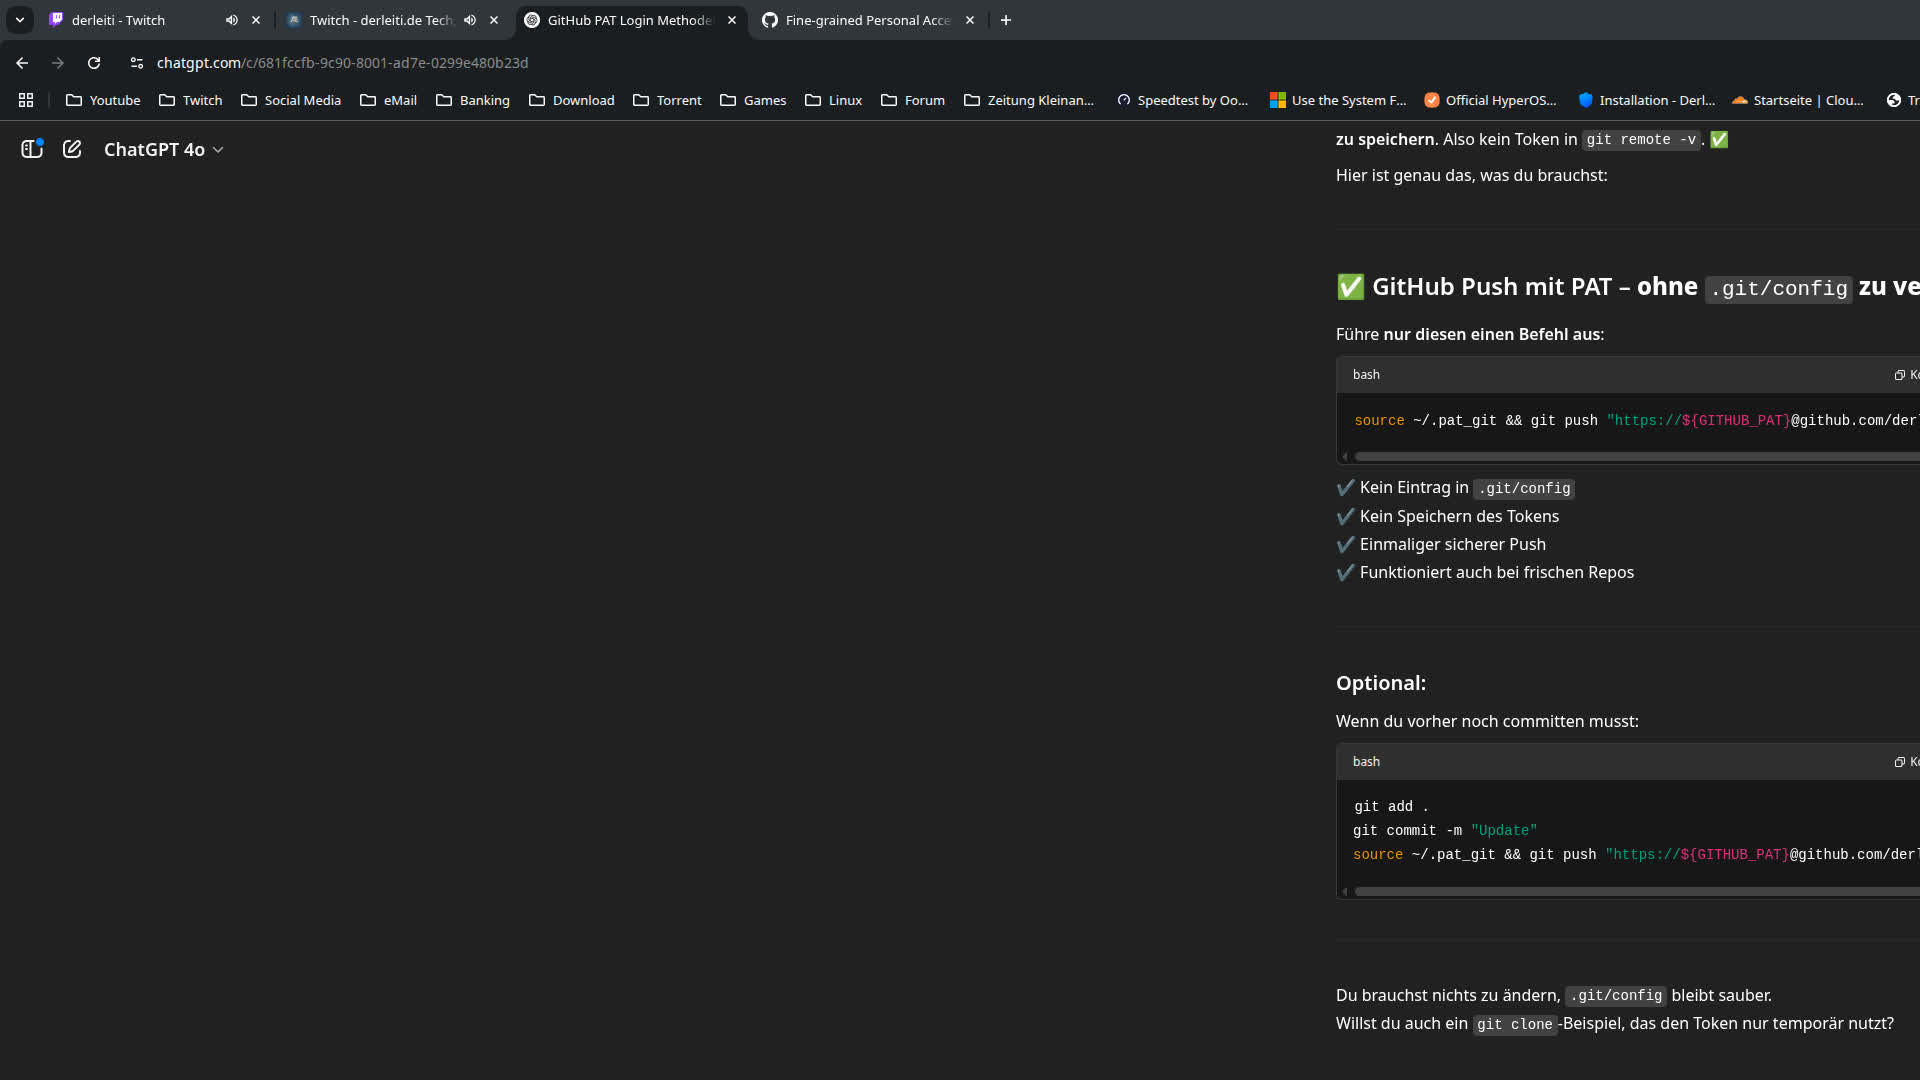 derleiti - Twitch
Twitch - derleiti.de Tech
GitHub PAT Login Methode
Fine-grained Personal Acce
chatgpt.com/c/681fccfb-9c90-8001-ad7e-0299e480b23d
Youtube
Twitch
Social Media
eMail
Banking
Download
Torrent
Games
Linux
Forum
Zeitung Kleinan...
Speedtest by Oo...
Use the System F...
Official HyperOS...
Installation - Derl...
Startseite | Clou...
Tr
ChatGPT 4o
zu speichern. Also kein Token in git remote -v. ✅
Hier ist genau das, was du brauchst:
✅ GitHub Push mit PAT – ohne .git/config zu ve
Führe nur diesen einen Befehl aus:
bash
Ko
source ~/.pat_git && git push "https://${GITHUB_PAT}@github.com/derl
✔ Kein Eintrag in .git/config
✔ Kein Speichern des Tokens
✔ Einmaliger sicherer Push
✔ Funktioniert auch bei frischen Repos
Optional:
Wenn du vorher noch committen musst:
bash
Ko
git add .
git commit -m "Update"
source ~/.pat_git && git push "https://${GITHUB_PAT}@github.com/derl
Du brauchst nichts zu ändern, .git/config bleibt sauber.
Willst du auch ein git clone-Beispiel, das den Token nur temporär nutzt?